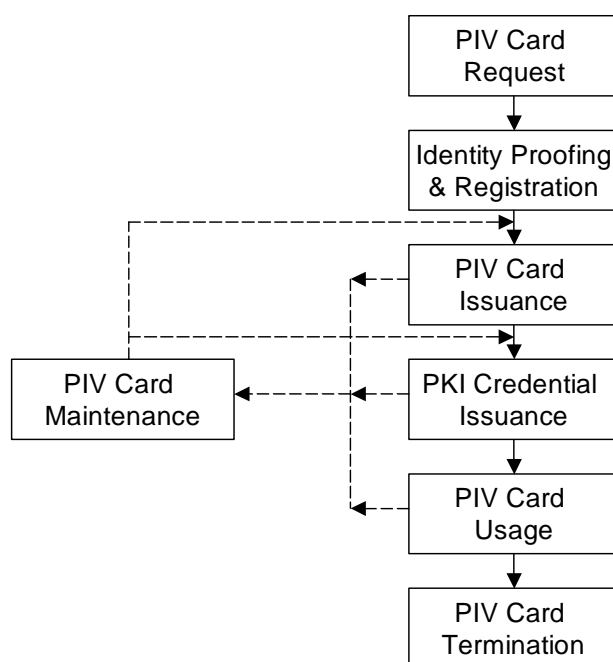 PIV Card
Request
Identity Proofing
& Registration
PIV Card
Issuance
PIV Card
Maintenance
PKI Credential
Issuance
PIV Card
Usage
PIV Card
Termination